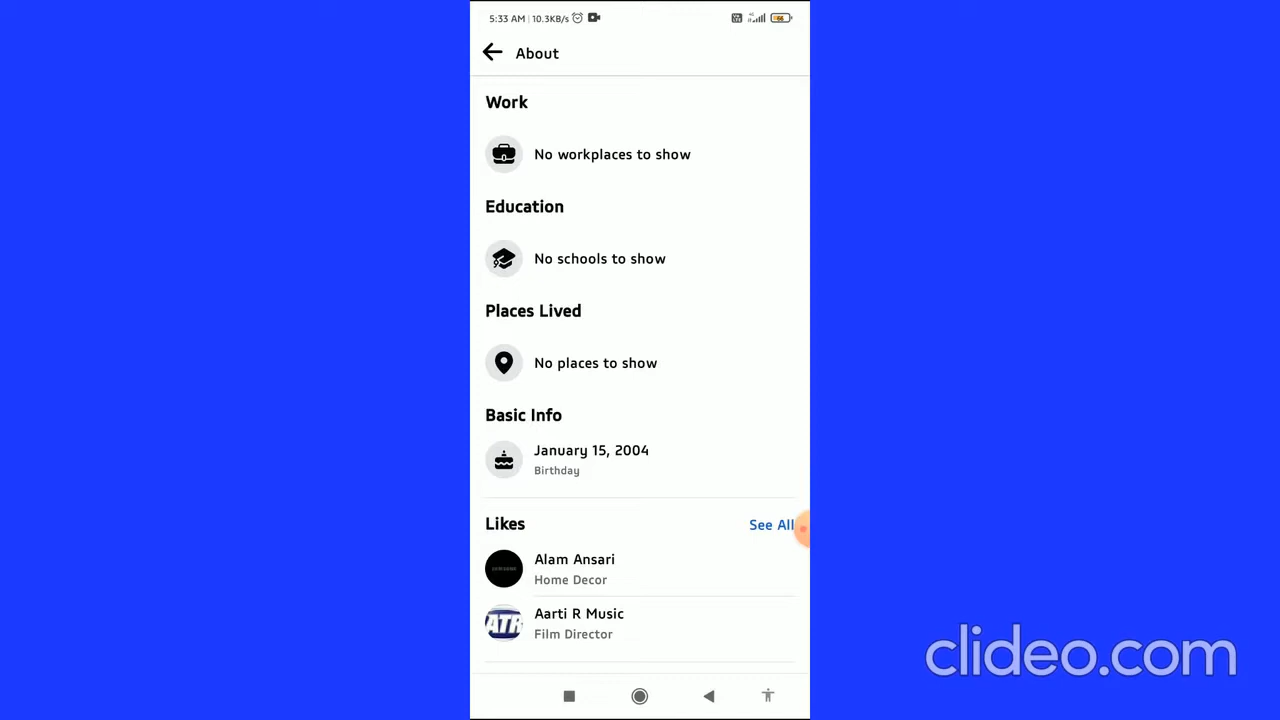 5:33 AM | 10.3KB/s
About
Work
No workplaces to show
Education
No schools to show
Places Lived
No places to show
Basic Info
January 15, 2004
Birthday
Likes
See All
Alam Ansari
Home Decor
ATR
Aarti R Music
Film Director
clideo.com